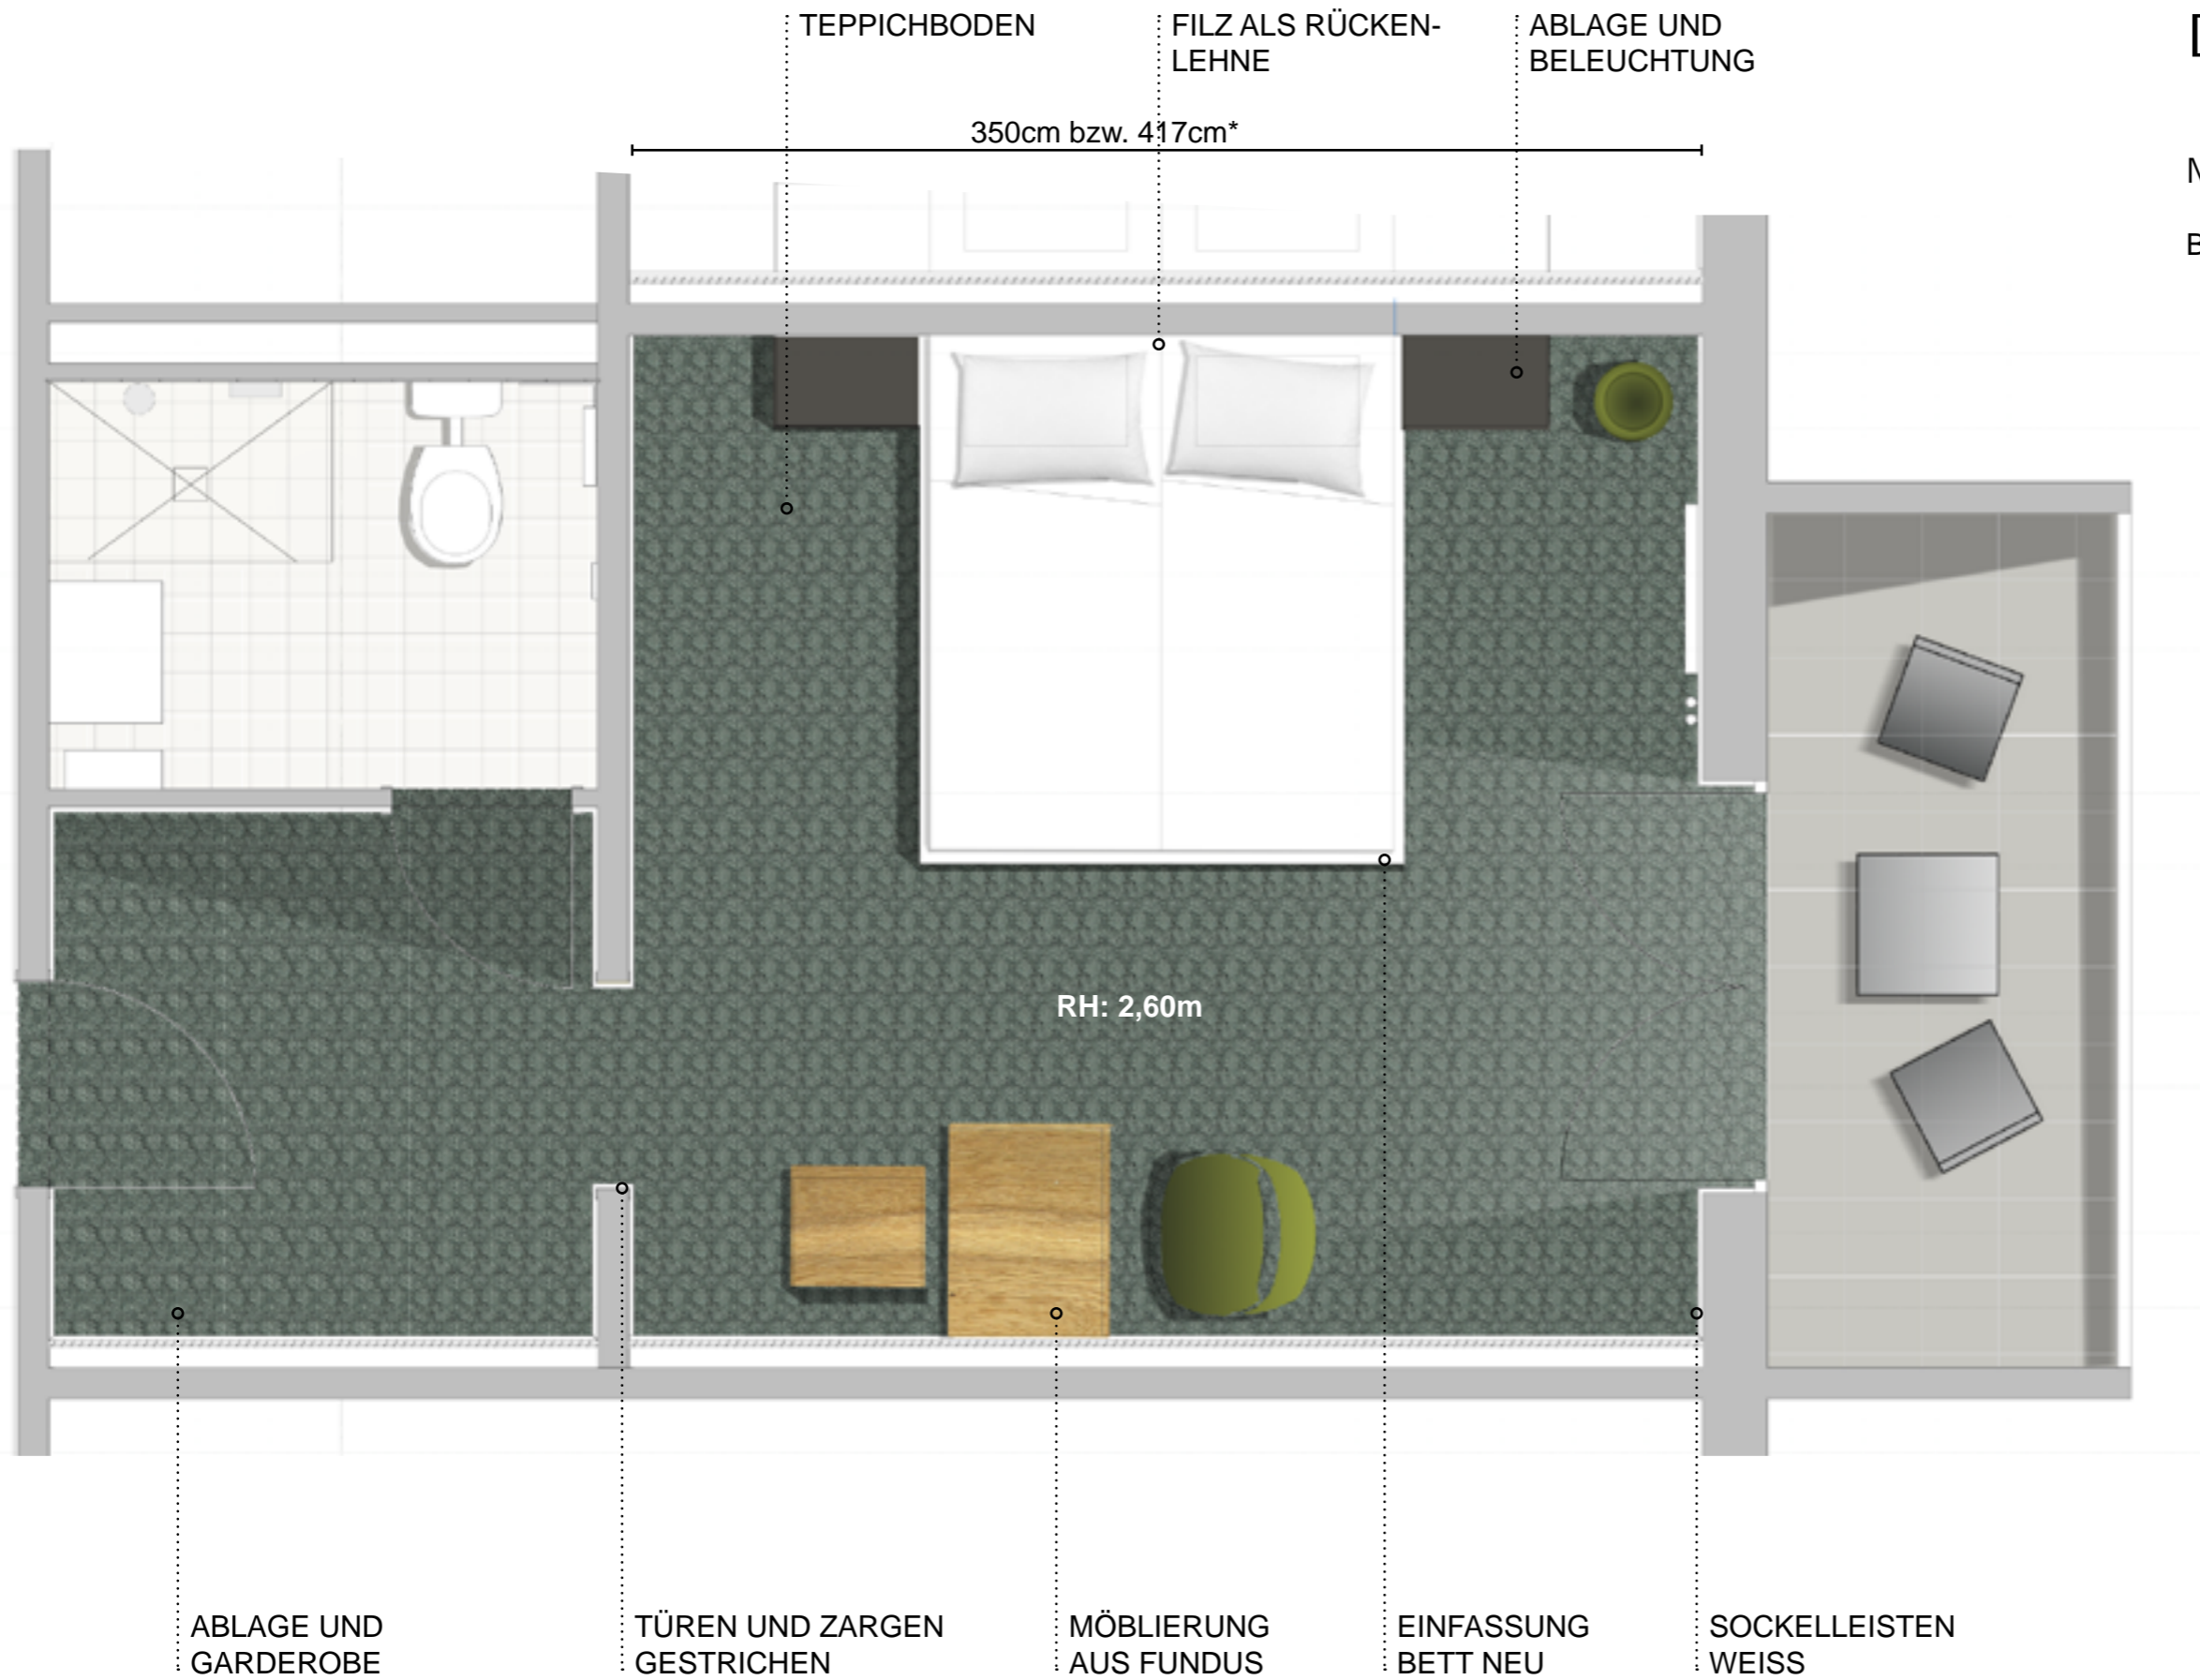 TEPPICHBODEN
FILZ ALS RÜCKEN-
LEHNE
ABLAGE UND
BELEUCHTUNG
[
M
B
350cm bzw. 417cm*
RH: 2,60m
ABLAGE UND
GARDEROBE
TÜREN UND ZARGEN
GESTRICHEN
MÖBLIERUNG
AUS FUNDUS
EINFASSUNG
BETT NEU
SOCKELLEISTEN
WEISS